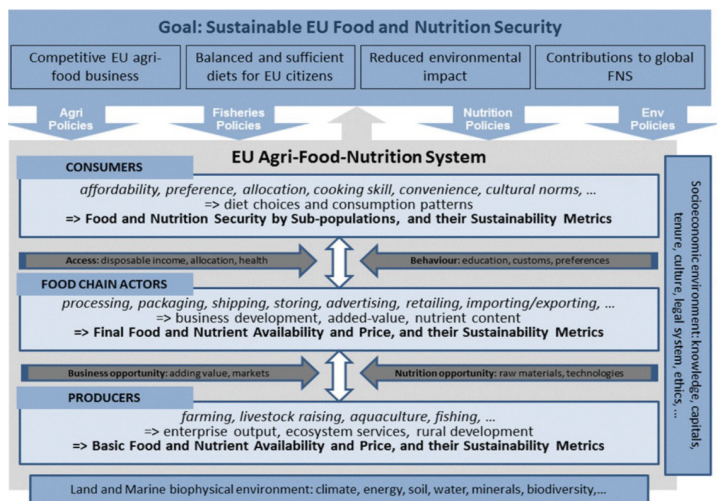 Goal: Sustainable EU Food and Nutrition Security
Competitive EU agri-
food business
Balanced and sufficient
diets for EU citizens
Reduced environmental
impact
Contributions to global
FNS
Agri
Policies
Fisheries
Policies
Nutrition
Policies
Env
Policies
EU Agri-Food-Nutrition System
CONSUMERS
affordability, preference, allocation, cooking skill, convenience, cultural norms, ...
=> diet choices and consumption patterns
=> Food and Nutrition Security by Sub-populations, and their Sustainability Metrics
Access: disposable income, allocation, health
Behaviour: education, customs, preferences
FOOD CHAIN ACTORS
processing, packaging, shipping, storing, advertising, retailing, importing/exporting, ...
=> business development, added-value, nutrient content
=> Final Food and Nutrient Availability and Price, and their Sustainability Metrics
Business opportunity: adding value, markets
Nutrition opportunity: raw materials, technologies
PRODUCERS
farming, livestock raising, aquaculture, fishing, ...
=> enterprise output, ecosystem services, rural development
=> Basic Food and Nutrient Availability and Price, and their Sustainability Metrics
Socioeconomic environment: knowledge, capitals,
tenure, culture, legal system, ethics, ...
Land and Marine biophysical environment: climate, energy, soil, water, minerals, biodiversity,...